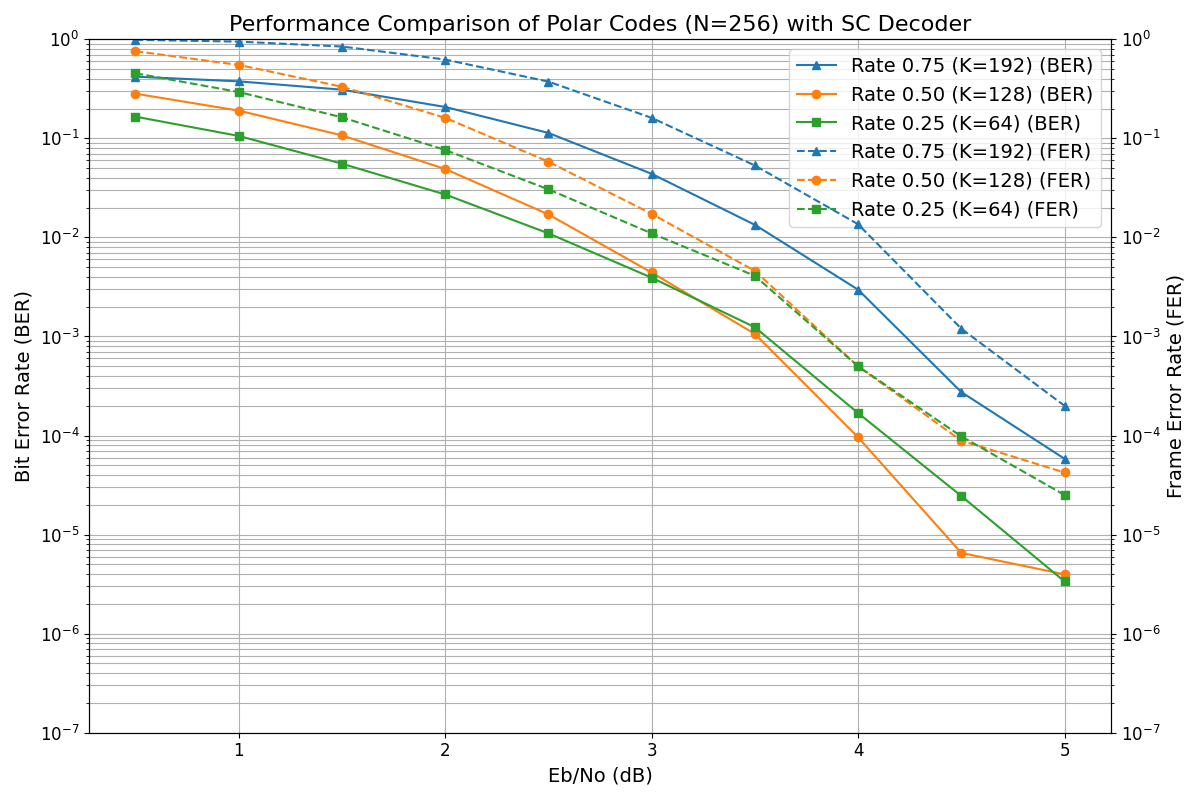 Performance Comparison of Polar Codes (N=256) with SC Decoder
Rate 0.75 (K=192) (BER)
Rate 0.50 (K=128) (BER)
Rate 0.25 (K=64) (BER)
Rate 0.75 (K=192) (FER)
Rate 0.50 (K=128) (FER)
Rate 0.25 (K=64) (FER)
Bit Error Rate (BER)
10⁰
10⁻¹
10⁻²
10⁻³
10⁻⁴
10⁻⁵
10⁻⁶
10⁻⁷
Frame Error Rate (FER)
10⁰
10⁻¹
10⁻²
10⁻³
10⁻⁴
10⁻⁵
10⁻⁶
10⁻⁷
1 2 3 4 5
Eb/No (dB)